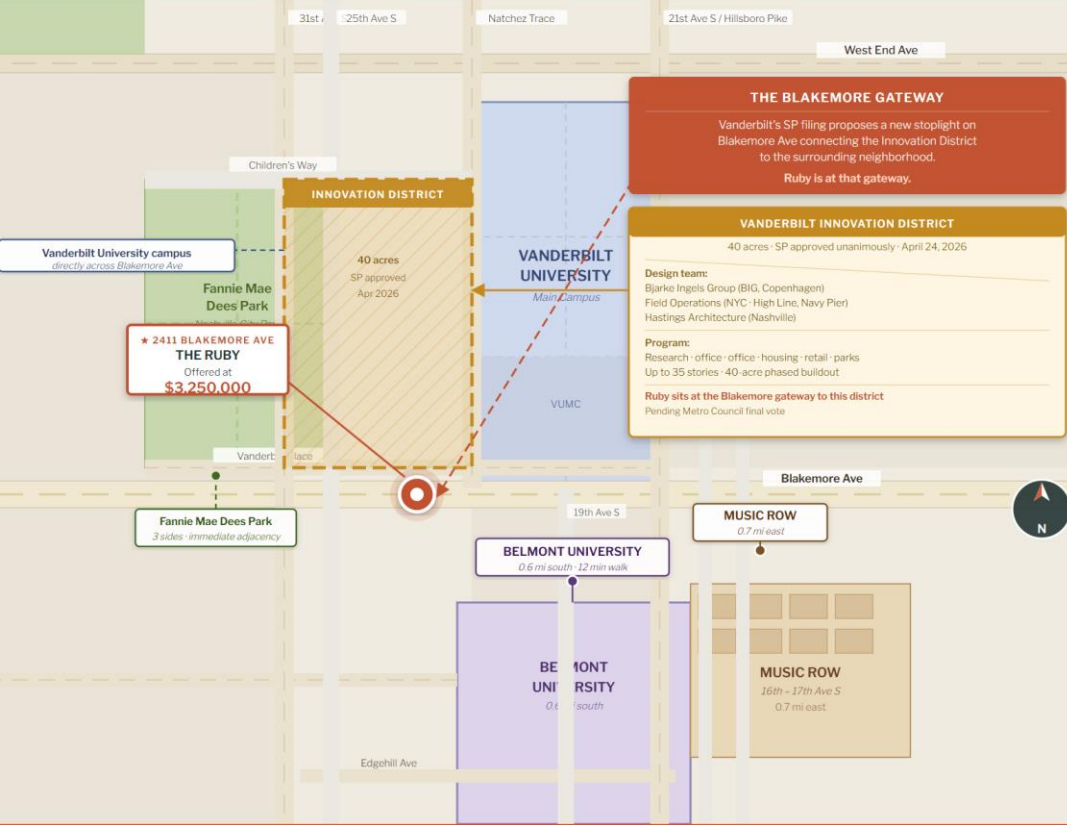 31st
25th Ave S
Natchez Trace
21st Ave S / Hillsboro Pike
West End Ave
THE BLAKEMORE GATEWAY
Vanderbilt's SP filing proposes a new stoplight on
Blakemore Ave connecting the Innovation District
to the surrounding neighborhood.
Ruby is at that gateway.
Children's Way
INNOVATION DISTRICT
40 acres
SP approved
Apr 2026
VANDERBILT INNOVATION DISTRICT
40 acres · SP approved unanimously · April 24, 2026
Design team:
Bjarke Ingels Group (BIG, Copenhagen)
Field Operations (NYC · High Line, Navy Pier)
Hastings Architecture (Nashville)
Program:
Research · office · office · housing · retail · parks
Up to 35 stories · 40-acre phased buildout
Ruby sits at the Blakemore gateway to this district
Pending Metro Council final vote
Vanderbilt University campus
directly across Blakemore Ave
VANDERBILT
UNIVERSITY
Main Campus
Fannie Mae
Dees Park
★ 2411 BLAKEMORE AVE
THE RUBY
Offered at
$3,250,000
VUMC
Blakemore Ave
Fannie Mae Dees Park
3 sides · immediate adjacency
19th Ave S
MUSIC ROW
0.7 mi east
N
BELMONT UNIVERSITY
0.6 mi south · 12 min walk
BELMONT
UNIVERSITY
south
MUSIC ROW
16th – 17th Ave S
0.7 mi east
Edgehill Ave